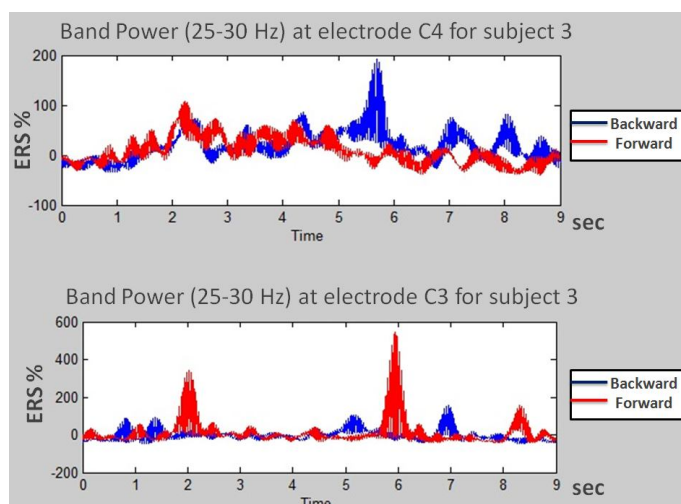 Band Power (25-30 Hz) at electrode C4 for subject 3
200
100
0
-100
ERS %
0 1 2 3 4 5 6 7 8 9
Time
sec
Backward
Forward
Band Power (25-30 Hz) at electrode C3 for subject 3
600
400
200
0
-200
ERS %
0 1 2 3 4 5 6 7 8 9
Time
sec
Backward
Forward